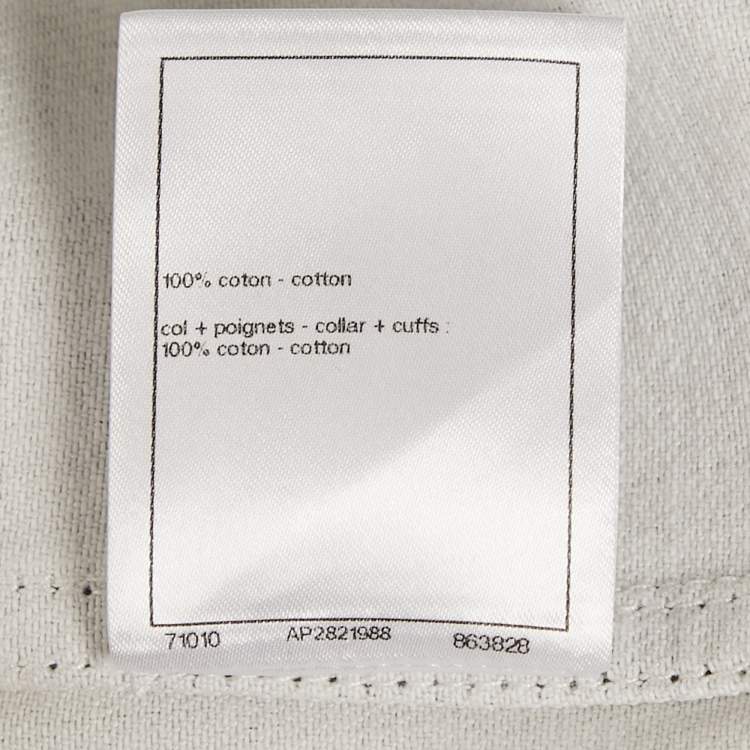 100% coton - cotton
col + poignets - collar + cuffs :
100% coton - cotton
71010 AP2821988 863828